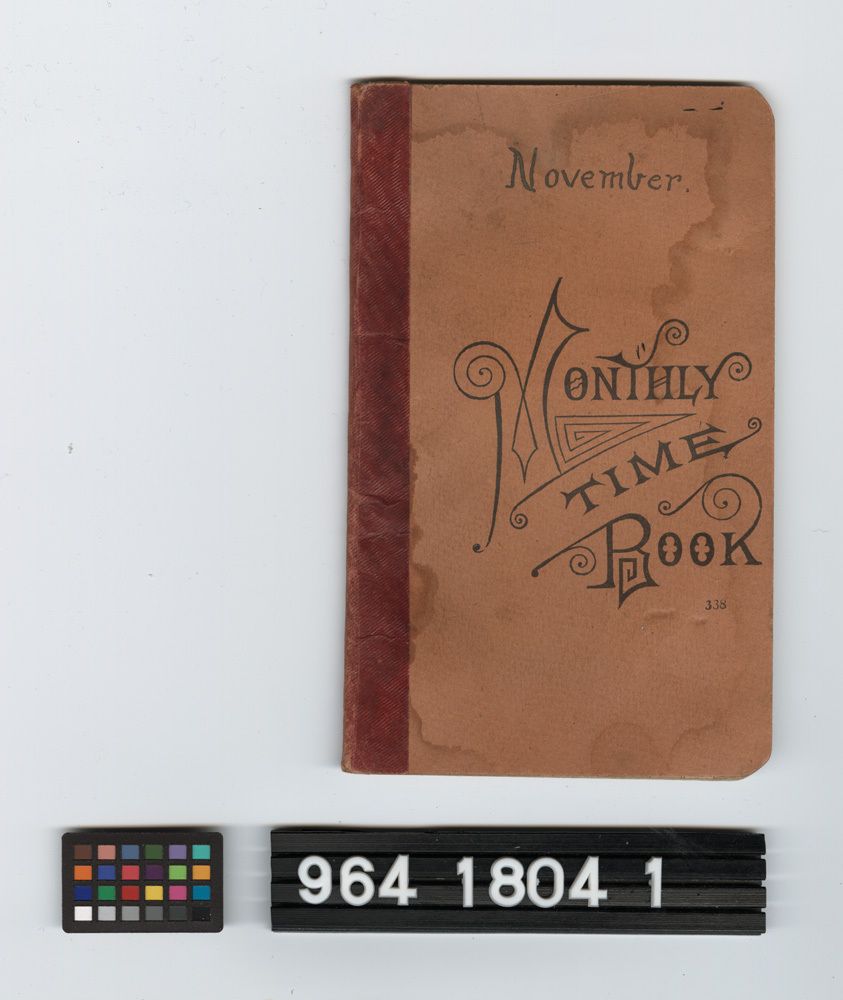 November.
MONTHLY
TIME
BOOK
338
964 1804 1